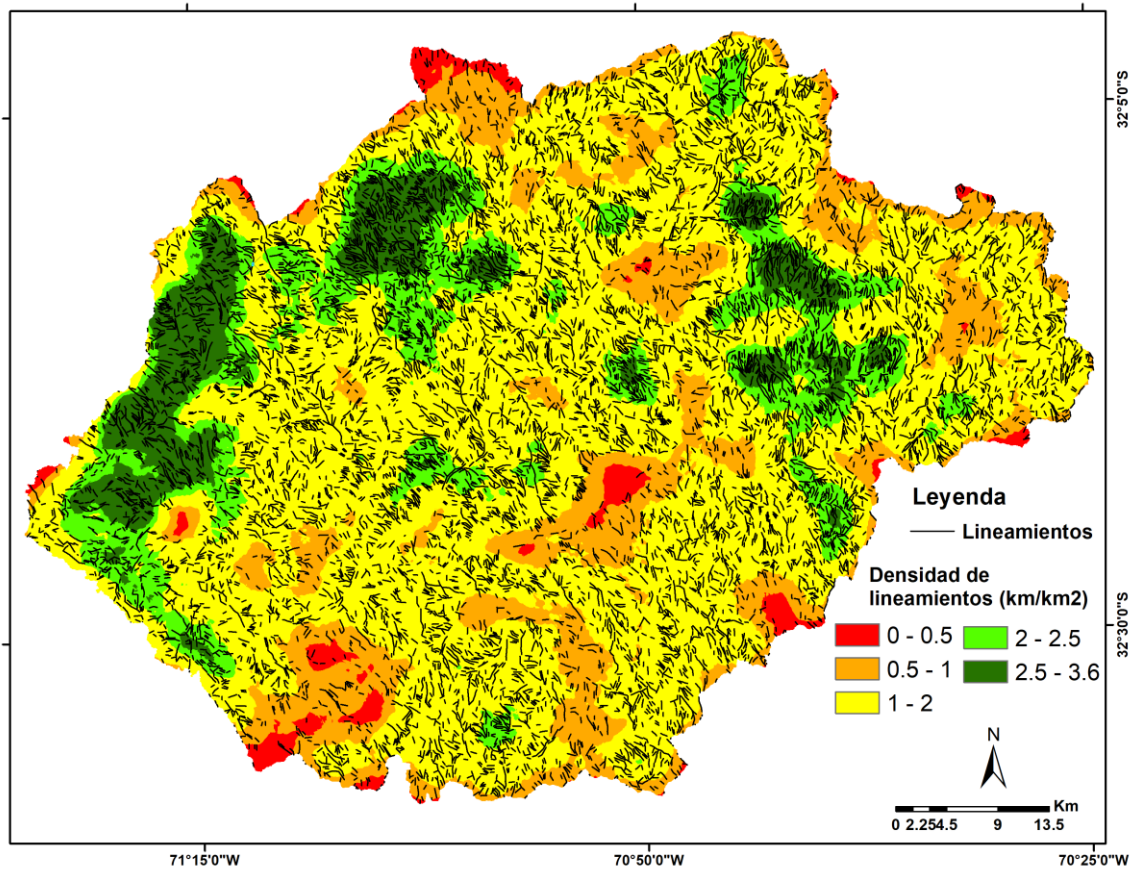 32°5'0"S
Leyenda
Lineamientos
Densidad de
lineamientos (km/km2)
0 - 0.5
2 - 2.5
0.5 - 1
2.5 - 3.6
1 - 2
32°30'0"S
N
Km
0 2.254.5 9 13.5
71°15'0"W
70°50'0"W
70°25'0"W